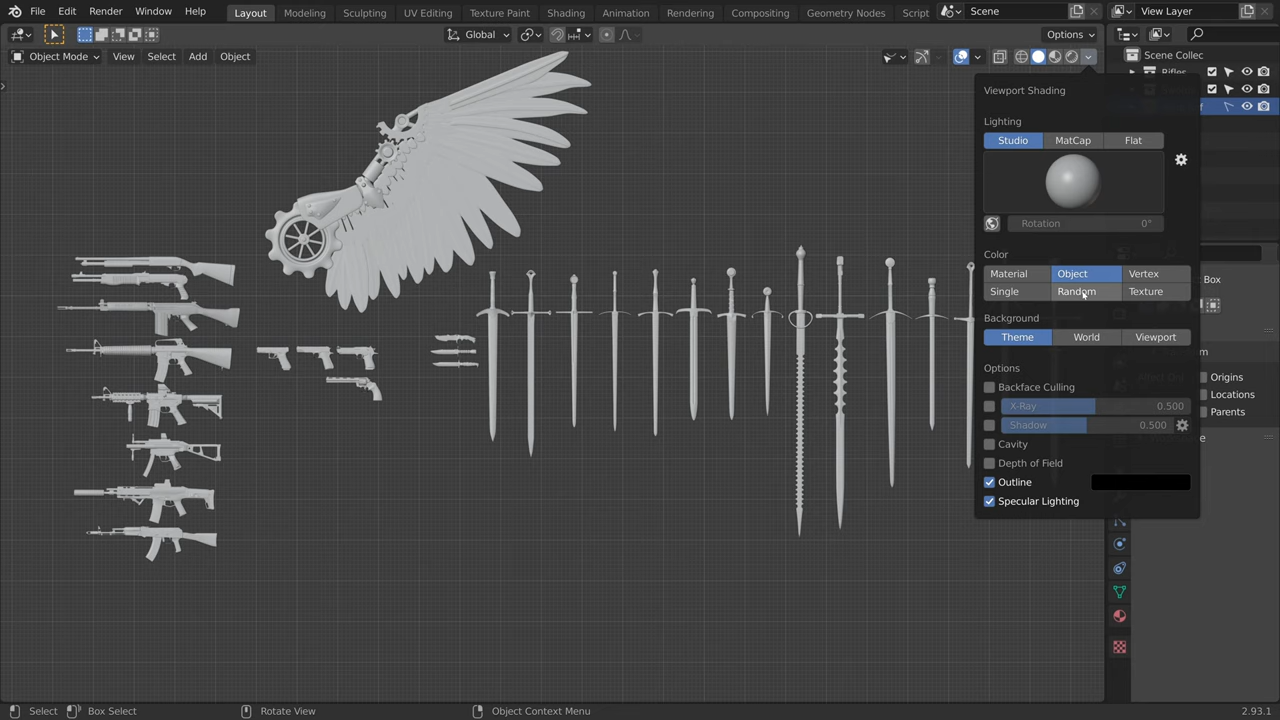 File Edit Render Window Help Layout Modeling Sculpting UV Editing Texture Paint Shading Animation Rendering Compositing Geometry Nodes Script Scene View Layer
Global Options
Object Mode View Select Add Object Scene Collec
Rifles
Viewport Shading
Lighting
Studio MatCap Flat
Rotation 0°
Color
Material Object Vertex
Single Random Texture
Box
Background
Theme World Viewport
Options
Backface Culling Origins
X-Ray 0.500 Locations
Shadow 0.500 Parents
Cavity
Depth of Field
Outline
Specular Lighting
Select Box Select Rotate View Object Context Menu 2.93.1